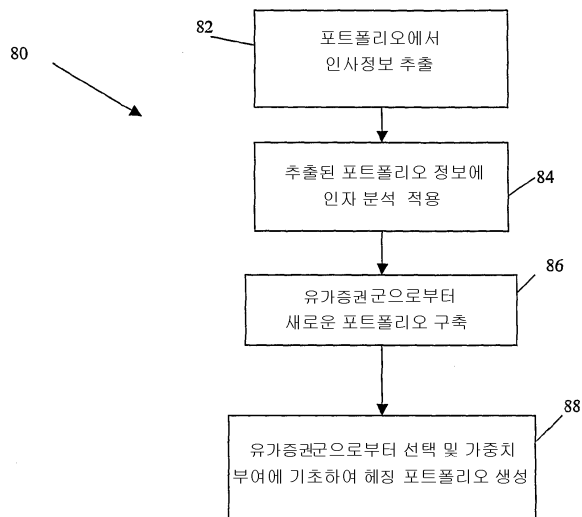 82
포트폴리오에서
인사정보 추출
80
추출된 포트폴리오 정보에
인자 분석 적용
84
86
유가증권군으로부터
새로운 포트폴리오 구축
88
유가증권군으로부터 선택 및 가중치
부여에 기초하여 헤징 포트폴리오 생성